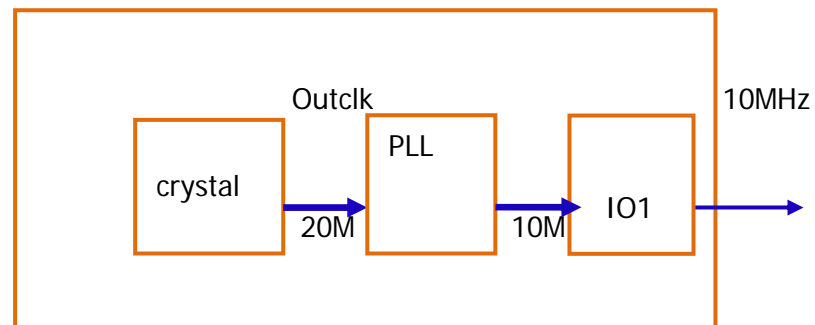 Outclk
10MHz
PLL
crystal
IO1
20M
10M